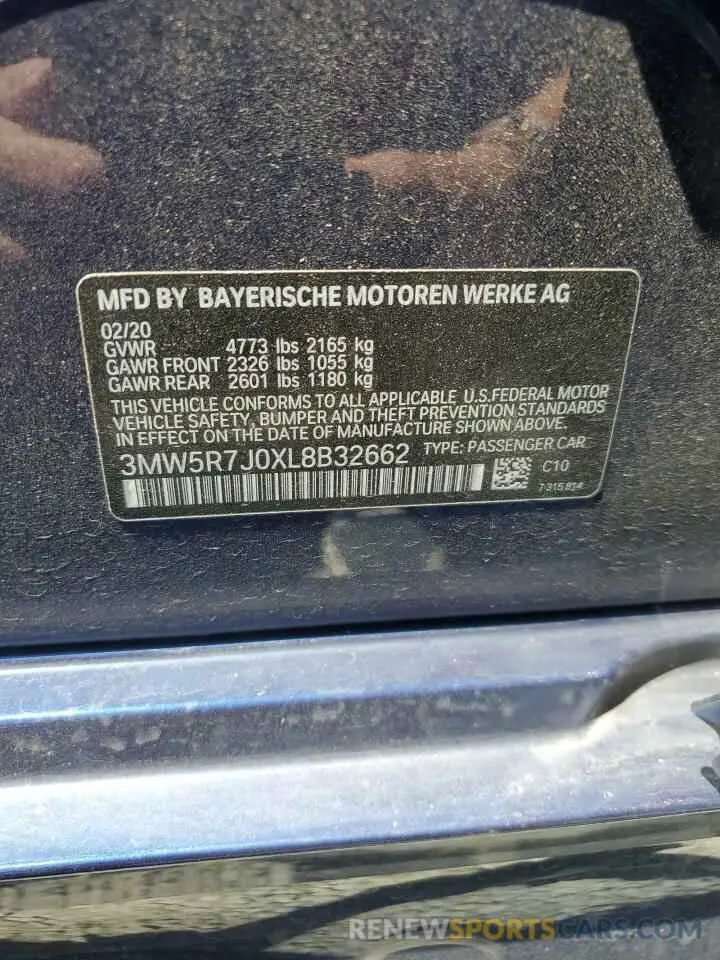 MFD BY BAYERISCHE MOTOREN WERKE AG
02/20
GVWR 4773 lbs 2165 kg
GAWR FRONT 2326 lbs 1055 kg
GAWR REAR 2601 lbs 1180 kg
THIS VEHICLE CONFORMS TO ALL APPLICABLE U.S.FEDERAL MOTOR
VEHICLE SAFETY, BUMPER AND THEFT PREVENTION STANDARDS
IN EFFECT ON THE DATE OF MANUFACTURE SHOWN ABOVE.
3MW5R7J0XL8B32662 TYPE: PASSENGER CAR
C10
7315814
RENEWSPORTSCAR.COM